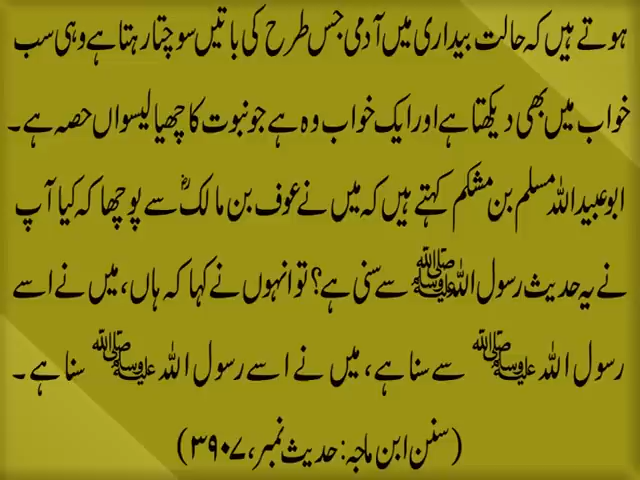 ہوتے ہیں کہ حالت بیداری میں آدمی جس طرح کی باتیں سوچتا رہتا ہے وہی سب
خواب میں بھی دیکھتا ہے اور ایک خواب وہ ہے جو نبوت کا چھیالیسواں حصہ ہے۔
ابوعبیداللہ مسلم بن مشکم کہتے ہیں کہ میں نے عوف بن مالکؓ سے پوچھا کہ کیا آپ
نے یہ حدیث رسول اللہ ﷺ سے سنی ہے؟ تو انہوں نے کہا کہ ہاں، میں نے اسے
رسول اللہ ﷺ سے سنا ہے، میں نے اسے رسول اللہ ﷺ سنا ہے۔
(سنن ابن ماجہ: حدیث نمبر، ۳۹۰۷)